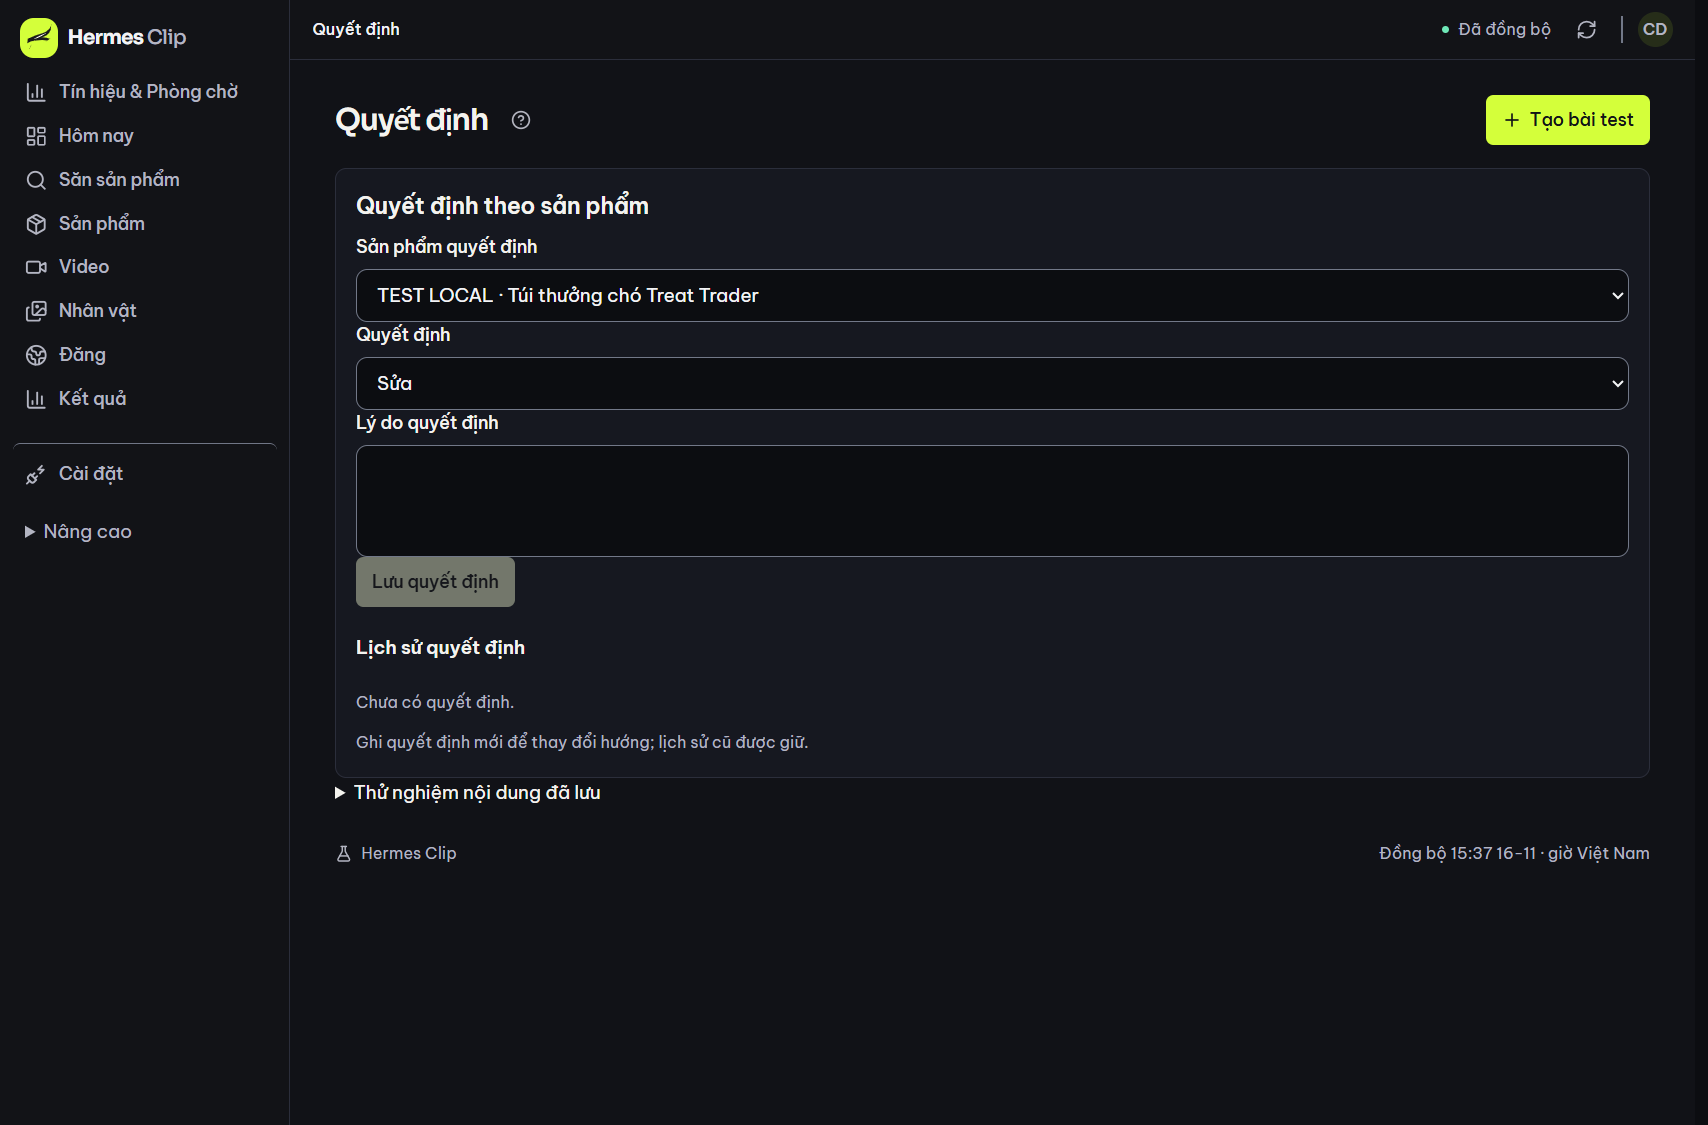 Hermes Clip
Tín hiệu & Phòng chờ
Hôm nay
Săn sản phẩm
Sản phẩm
Video
Nhân vật
Đăng
Kết quả
Cài đặt
Nâng cao
Quyết định
Đã đồng bộ
CD
Quyết định
+ Tạo bài test
Quyết định theo sản phẩm
Sản phẩm quyết định
TEST LOCAL · Túi thưởng chó Treat Trader
Quyết định
Sửa
Lý do quyết định
Lưu quyết định
Lịch sử quyết định
Chưa có quyết định.
Ghi quyết định mới để thay đổi hướng; lịch sử cũ được giữ.
Thử nghiệm nội dung đã lưu
Hermes Clip
Đồng bộ 15:37 16-11 · giờ Việt Nam